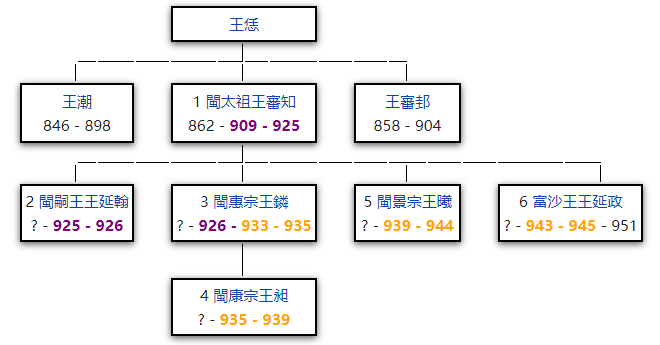 王恁
王潮
846 - 898
1 閩太祖王審知
862 - 909 - 925
王審邽
858 - 904
2 閩嗣王王延翰
? - 925 - 926
3 閩惠宗王鏻
? - 926 - 933 - 935
5 閩景宗王曦
? - 939 - 944
6 富沙王王延政
? - 943 - 945 - 951
4 閩康宗王昶
? - 935 - 939